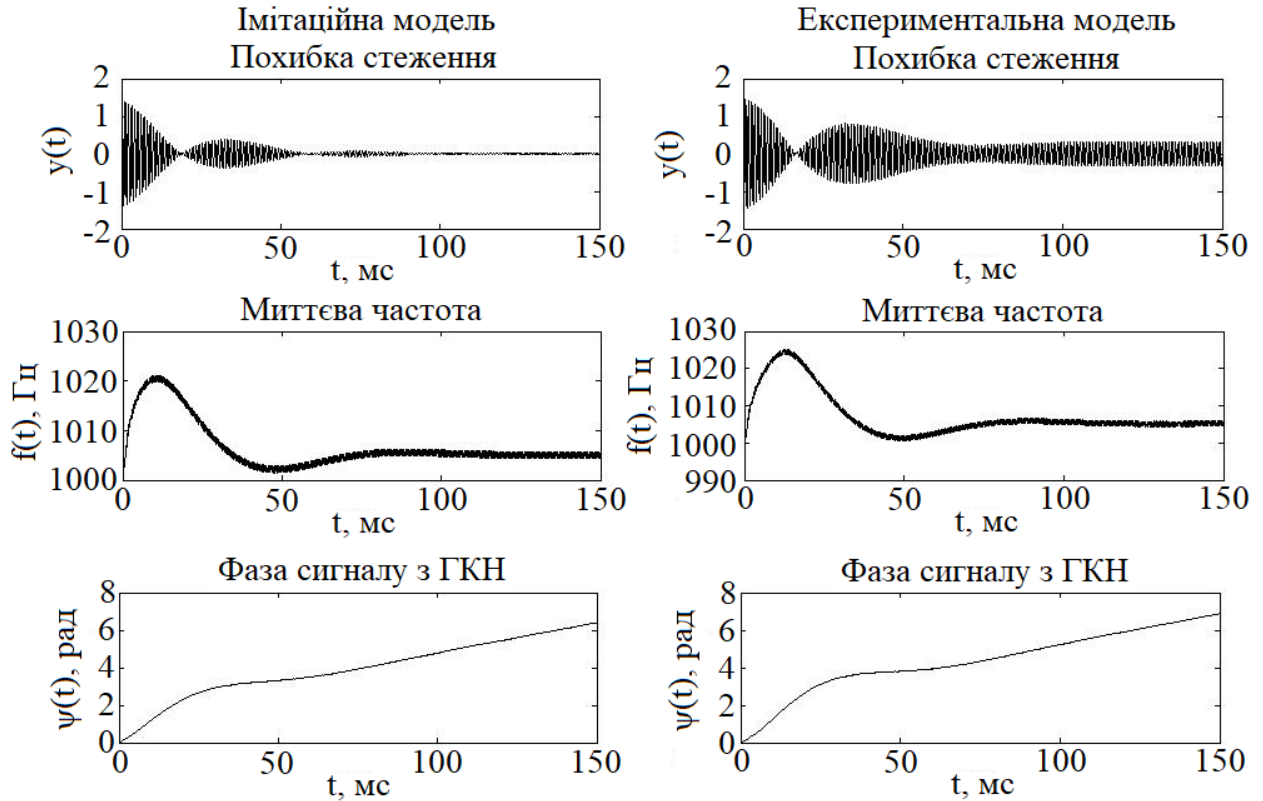 Імітаційна модель
Похибка стеження
y(t)
2
1
0
-1
-2
0 50 100 150
t, мс
Експериментальна модель
Похибка стеження
y(t)
2
1
0
-1
-2
0 50 100 150
t, мс
Миттєва частота
f(t), Гц
1030
1020
1010
1000
0 50 100 150
t, мс
Миттєва частота
f(t), Гц
1030
1020
1010
1000
990
0 50 100 150
t, мс
Фаза сигналу з ГКН
ψ(t), рад
8
6
4
2
0
0 50 100 150
t, мс
Фаза сигналу з ГКН
ψ(t), рад
8
6
4
2
0
0 50 100 150
t, мс